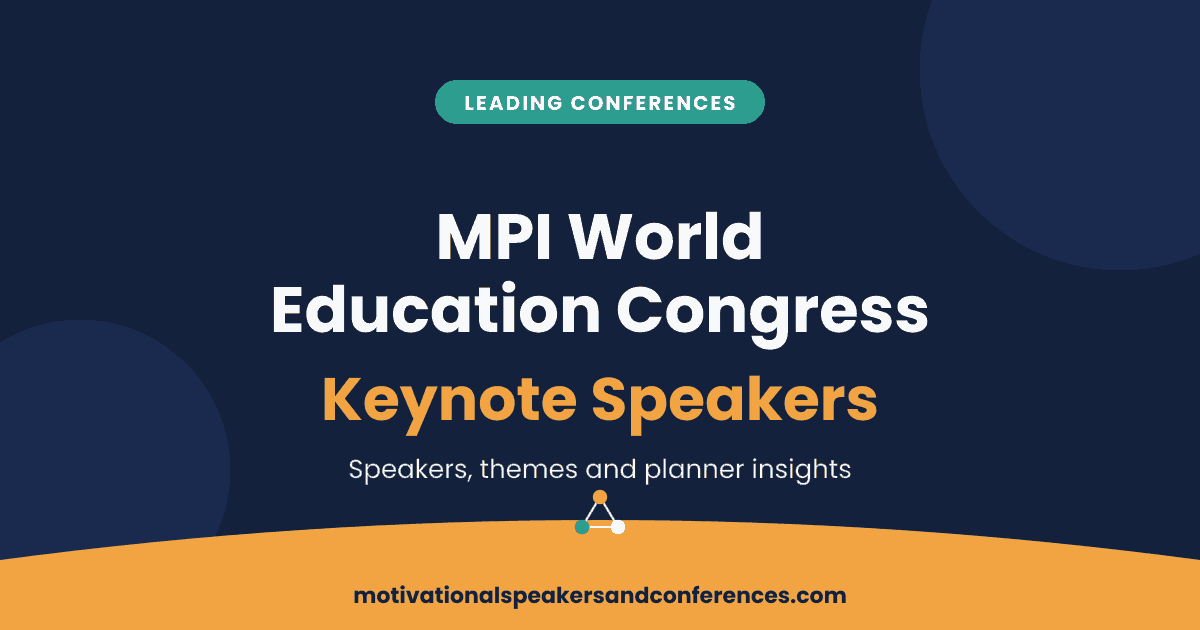 LEADING CONFERENCES
MPI World
Education Congress
Keynote Speakers
Speakers, themes and planner insights
motivationalspeakersandconferences.com